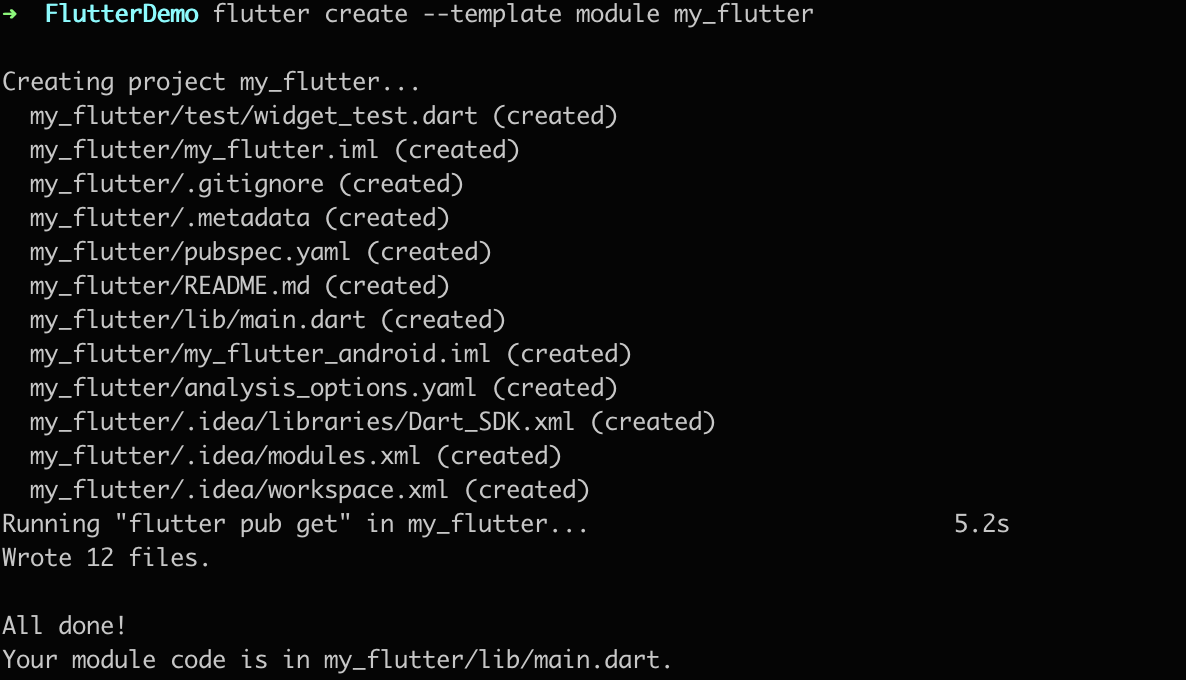 ➜  FlutterDemo flutter create --template module my_flutter
Creating project my_flutter...
  my_flutter/test/widget_test.dart (created)
  my_flutter/my_flutter.iml (created)
  my_flutter/.gitignore (created)
  my_flutter/.metadata (created)
  my_flutter/pubspec.yaml (created)
  my_flutter/README.md (created)
  my_flutter/lib/main.dart (created)
  my_flutter/my_flutter_android.iml (created)
  my_flutter/analysis_options.yaml (created)
  my_flutter/.idea/libraries/Dart_SDK.xml (created)
  my_flutter/.idea/modules.xml (created)
  my_flutter/.idea/workspace.xml (created)
Running "flutter pub get" in my_flutter...                          5.2s
Wrote 12 files.
All done!
Your module code is in my_flutter/lib/main.dart.